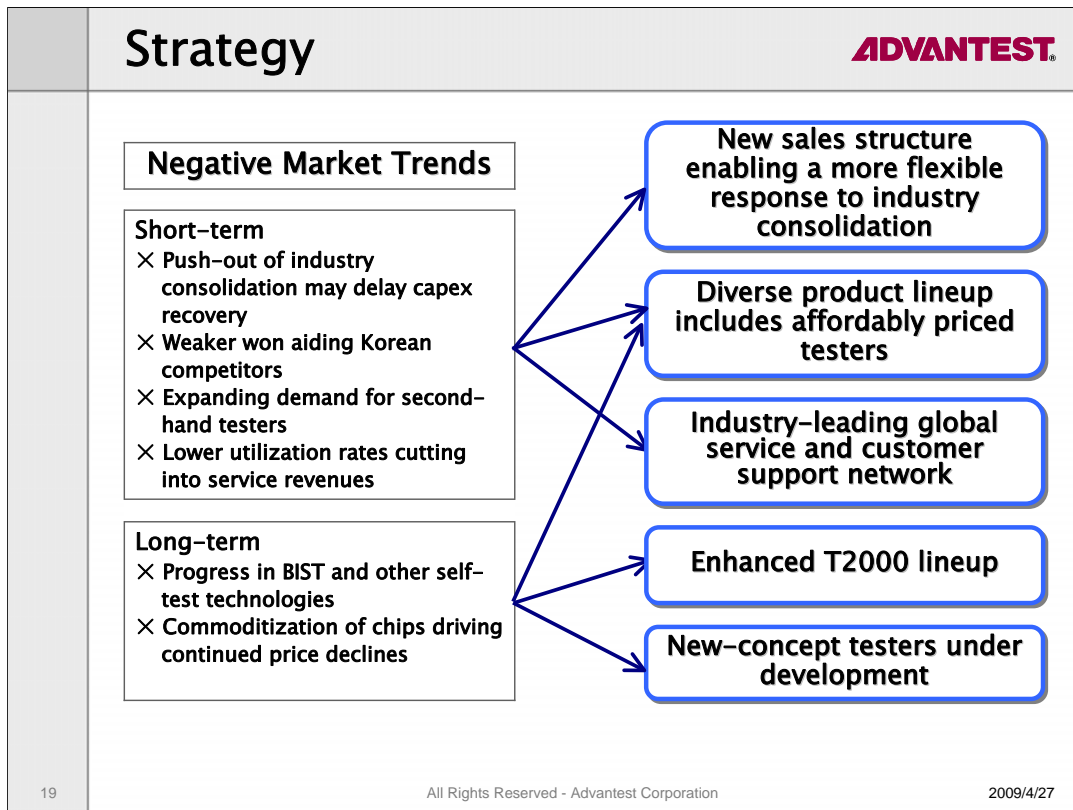 Strategy
ADVANTEST®
Negative Market Trends
Short-term
× Push-out of industry
consolidation may delay capex
recovery
× Weaker won aiding Korean
competitors
× Expanding demand for second-
hand testers
× Lower utilization rates cutting
into service revenues
Long-term
× Progress in BIST and other self-
test technologies
× Commoditization of chips driving
continued price declines
New sales structure
enabling a more flexible
response to industry
consolidation
Diverse product lineup
includes affordably priced
testers
Industry-leading global
service and customer
support network
Enhanced T2000 lineup
New-concept testers under
development
19
All Rights Reserved - Advantest Corporation
2009/4/27